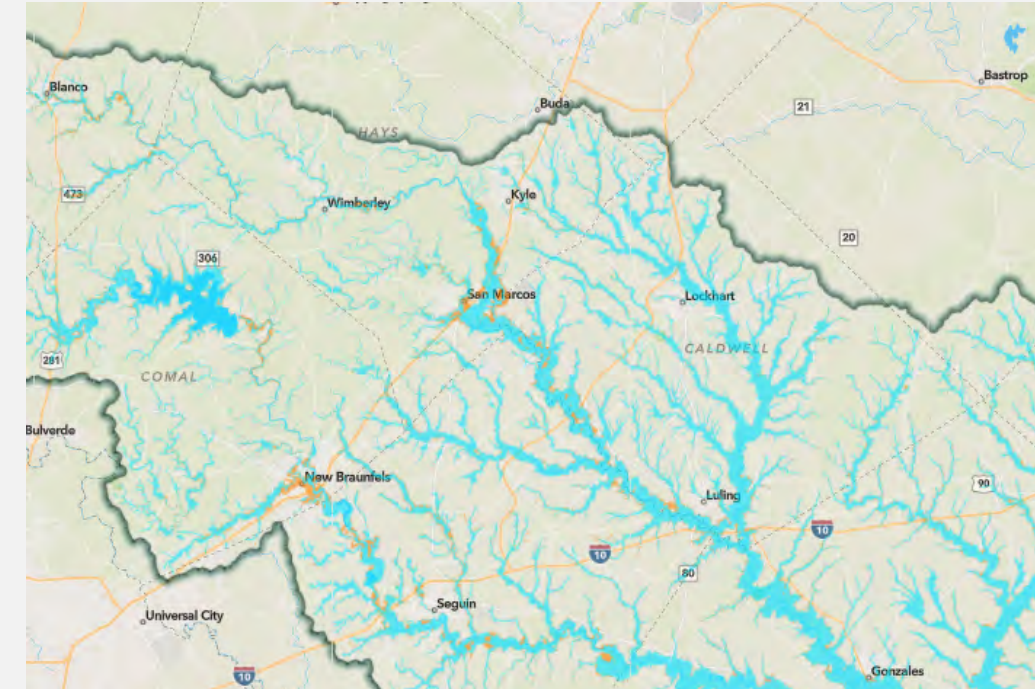 Bastrop
Blanco
Buda
21
HAYS
473
Kyle
Wimberley
20
306
San Marcos
Lockhart
CALDWELL
281
COMAL
Bulverde
New Braunfels
90
Luling
10
10
80
Seguin
Universal City
10
Gonzales